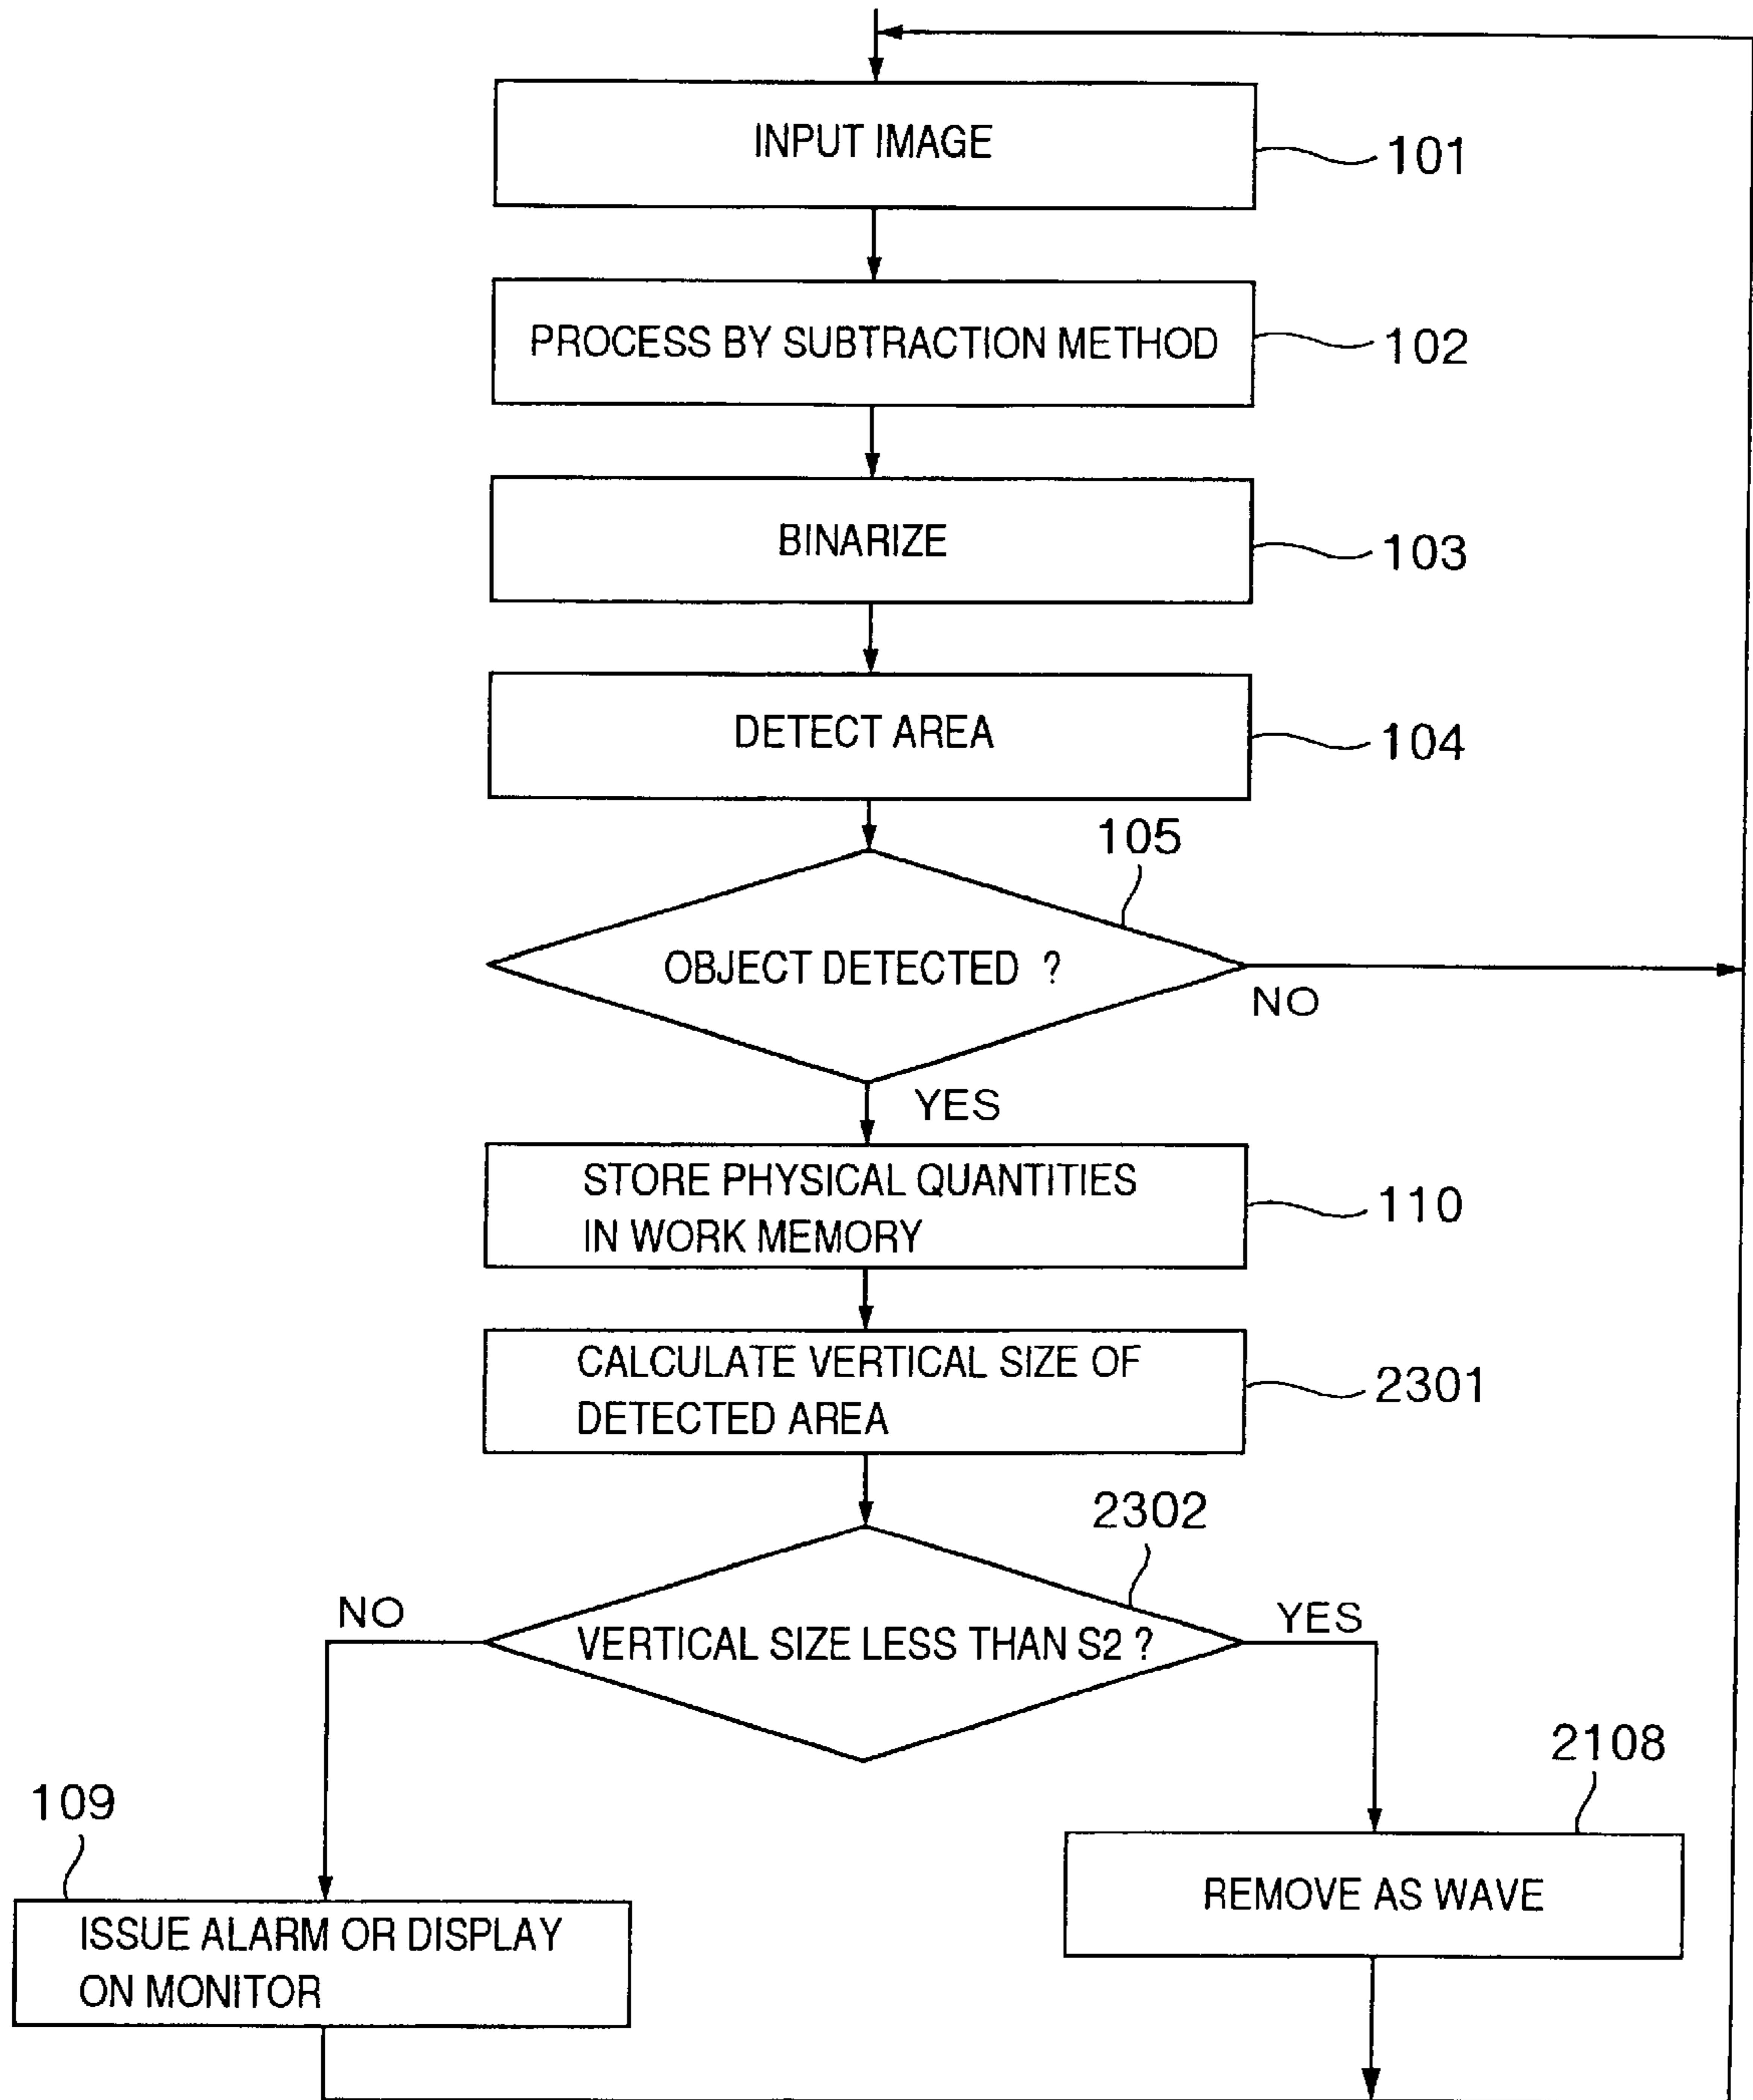 INPUT IMAGE
101
PROCESS BY SUBTRACTION METHOD
102
BINARIZE
103
DETECT AREA
104
105
OBJECT DETECTED ?
NO
YES
STORE PHYSICAL QUANTITIES
IN WORK MEMORY
110
CALCULATE VERTICAL SIZE OF
DETECTED AREA
2301
2302
NO
VERTICAL SIZE LESS THAN S2 ?
YES
2108
109
REMOVE AS WAVE
ISSUE ALARM OR DISPLAY
ON MONITOR